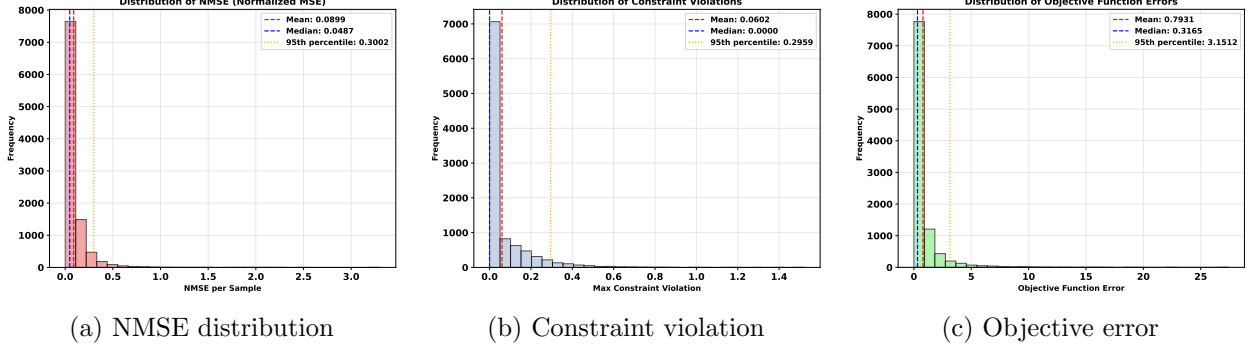 Distribution of NMSE (Normalized MSE)
Mean: 0.0899
Median: 0.0487
95th percentile: 0.3002
Frequency
8000
7000
6000
5000
4000
3000
2000
1000
0
0.0 0.5 1.0 1.5 2.0 2.5 3.0
NMSE per Sample
(a) NMSE distribution
Distribution of Constraint Violations
Mean: 0.0602
Median: 0.0000
95th percentile: 0.2959
Frequency
7000
6000
5000
4000
3000
2000
1000
0
0.0 0.2 0.4 0.6 0.8 1.0 1.2 1.4
Max Constraint Violation
(b) Constraint violation
Distribution of Objective Function Errors
Mean: 0.7931
Median: 0.3165
95th percentile: 3.1512
Frequency
8000
7000
6000
5000
4000
3000
2000
1000
0
0 5 10 15 20 25
Objective Function Error
(c) Objective error